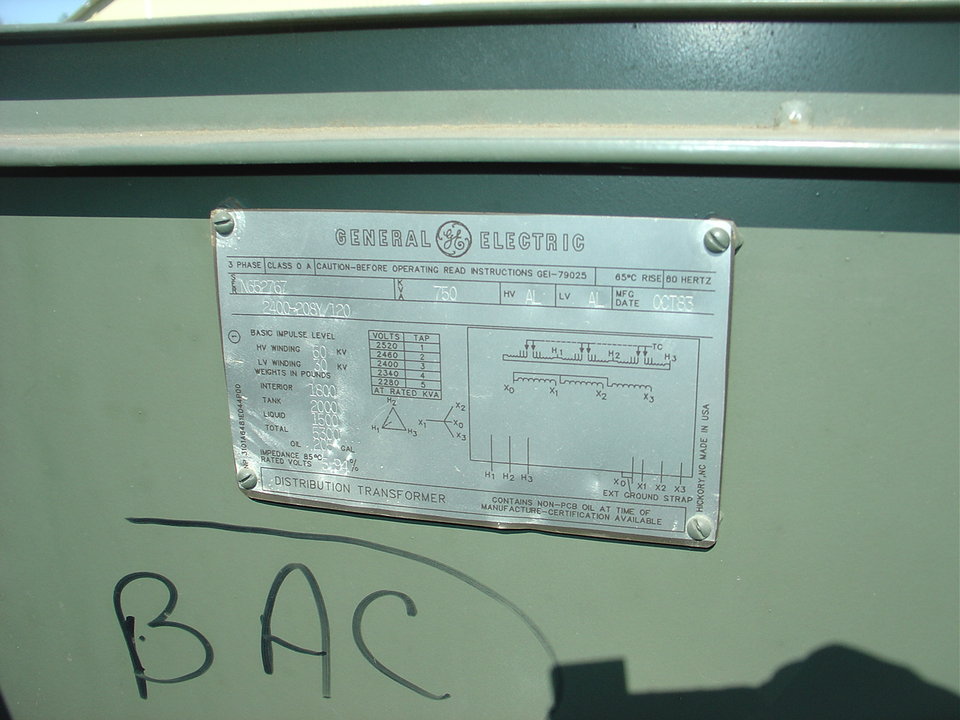 GENERAL GE ELECTRIC
3 PHASE CLASS O A CAUTION-BEFORE OPERATING READ INSTRUCTIONS GEI-79025 65°C RISE 60 HERTZ
KVA 750 HV AL LV AL MFG DATE OCT83
2400-208Y/120
BASIC IMPULSE LEVEL
HV WINDING 60 KV
LV WINDING 30 KV
WEIGHTS IN POUNDS
INTERIOR 1800
TANK 2000
LIQUID 1500
TOTAL 5300
OIL GAL
IMPEDANCE 85°C
RATED VOLTS %
VOLTS TAP
2520 1
2460 2
2400 3
2340 4
2280 5
AT RATED KVA
H2
H1 H3
X2
X1 X0
X3
TC
H1 H2 H3
X0 X1 X2 X3
H1 H2 H3
X0 X1 X2 X3
EXT GROUND STRAP
HICKORY, NC MADE IN USA
DISTRIBUTION TRANSFORMER
CONTAINS NON-PCB OIL AT TIME OF
MANUFACTURE-CERTIFICATION AVAILABLE
BAC